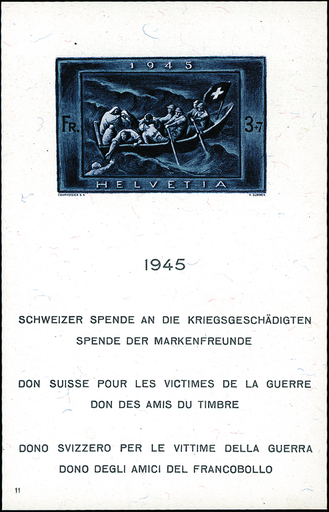 1945
FR. 3+7
HELVETIA
1945
SCHWEIZER SPENDE AN DIE KRIEGSGESCHÄDIGTEN
SPENDE DER MARKENFREUNDE
DON SUISSE POUR LES VICTIMES DE LA GUERRE
DON DES AMIS DU TIMBRE
DONO SVIZZERO PER LE VITTIME DELLA GUERRA
DONO DEGLI AMICI DEL FRANCOBOLLO
11